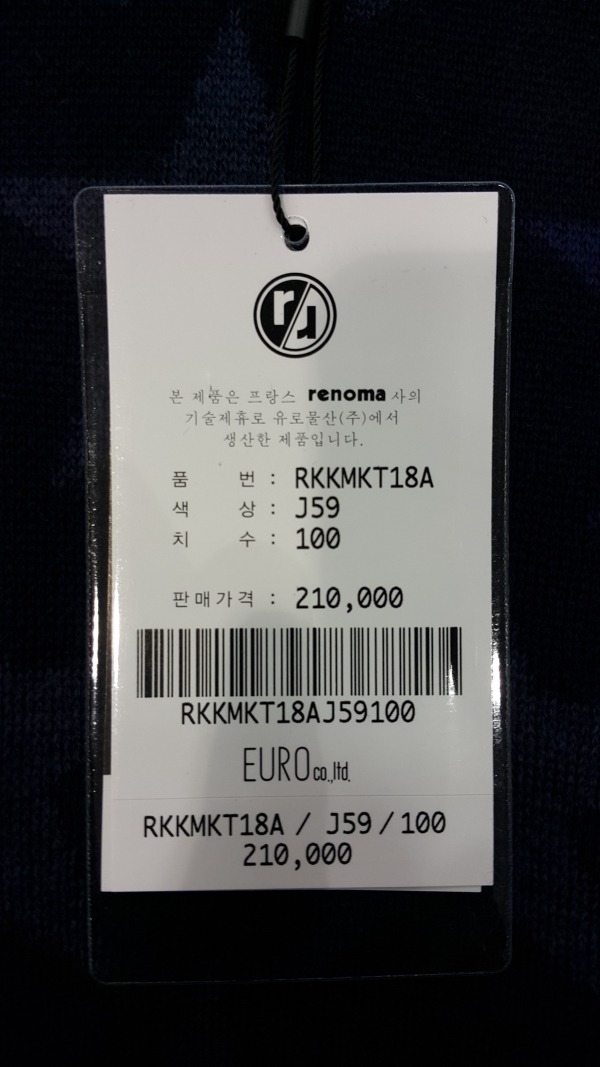 본 제품은 프랑스 renoma 사의
기술제휴로 유로물산(주)에서
생산한 제품입니다.
품 번 : RKKMKT18A
색 상 : J59
치 수 : 100
판매가격 : 210,000
RKKMKT18AJ59100
EURO co.,ltd.
RKKMKT18A / J59 / 100
210,000